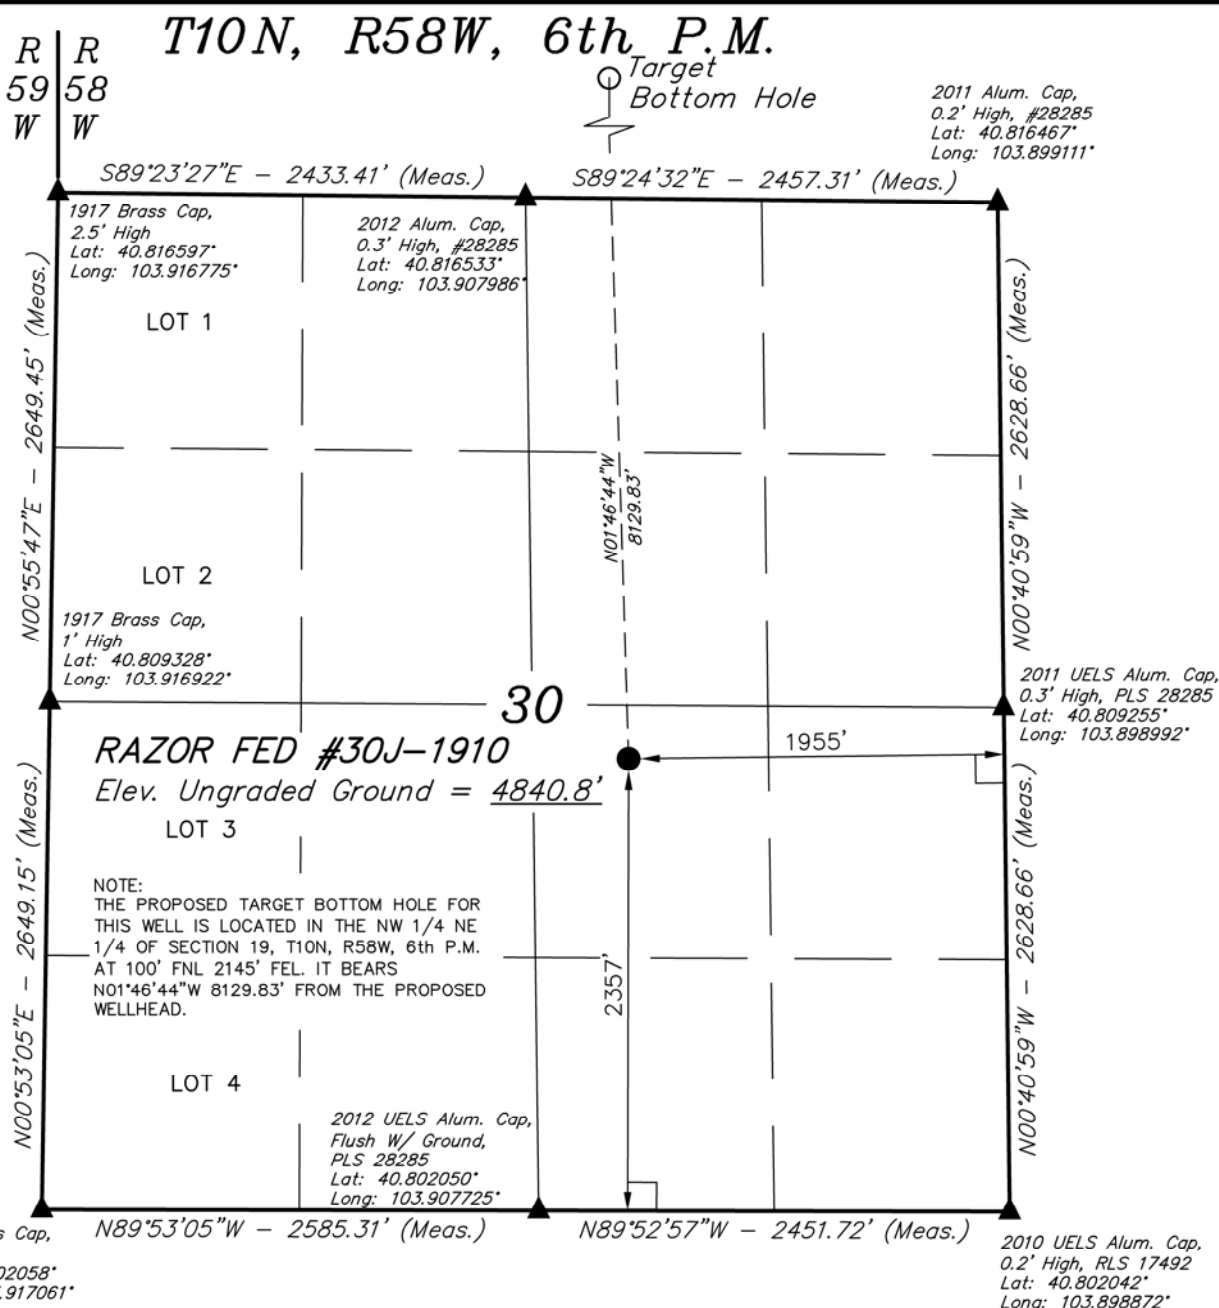 T10N, R58W, 6th P.M.
R R
59 58
W W
Target
Bottom Hole
2011 Alum. Cap,
0.2' High, #28285
Lat: 40.816467°
Long: 103.899111°
S89°23'27"E – 2433.41' (Meas.)
S89°24'32"E – 2457.31' (Meas.)
1917 Brass Cap,
2.5' High
Lat: 40.816597°
Long: 103.916775°
2012 Alum. Cap,
0.3' High, #28285
Lat: 40.816533°
Long: 103.907986°
N00°55'47"E – 2649.45' (Meas.)
LOT 1
N00°40'59"W – 2628.66' (Meas.)
N01°46'44"W
8129.83'
LOT 2
1917 Brass Cap,
1' High
Lat: 40.809328°
Long: 103.916922°
30
2011 UELS Alum. Cap,
0.3' High, PLS 28285
Lat: 40.809255°
Long: 103.898992°
RAZOR FED #30J–1910
Elev. Ungraded Ground = 4840.8'
1955'
LOT 3
N00°53'05"E – 2649.15' (Meas.)
NOTE:
THE PROPOSED TARGET BOTTOM HOLE FOR
THIS WELL IS LOCATED IN THE NW 1/4 NE
1/4 OF SECTION 19, T10N, R58W, 6th P.M.
AT 100' FNL 2145' FEL. IT BEARS
N01°46'44"W 8129.83' FROM THE PROPOSED
WELLHEAD.
2357'
N00°40'59"W – 2628.66' (Meas.)
LOT 4
2012 UELS Alum. Cap,
Flush W/ Ground,
PLS 28285
Lat: 40.802050°
Long: 103.907725°
N89°53'05"W – 2585.31' (Meas.)
N89°52'57"W – 2451.72' (Meas.)
s Cap,
02058°
.917061°
2010 UELS Alum. Cap,
0.2' High, RLS 17492
Lat: 40.802042°
Long: 103.898872°